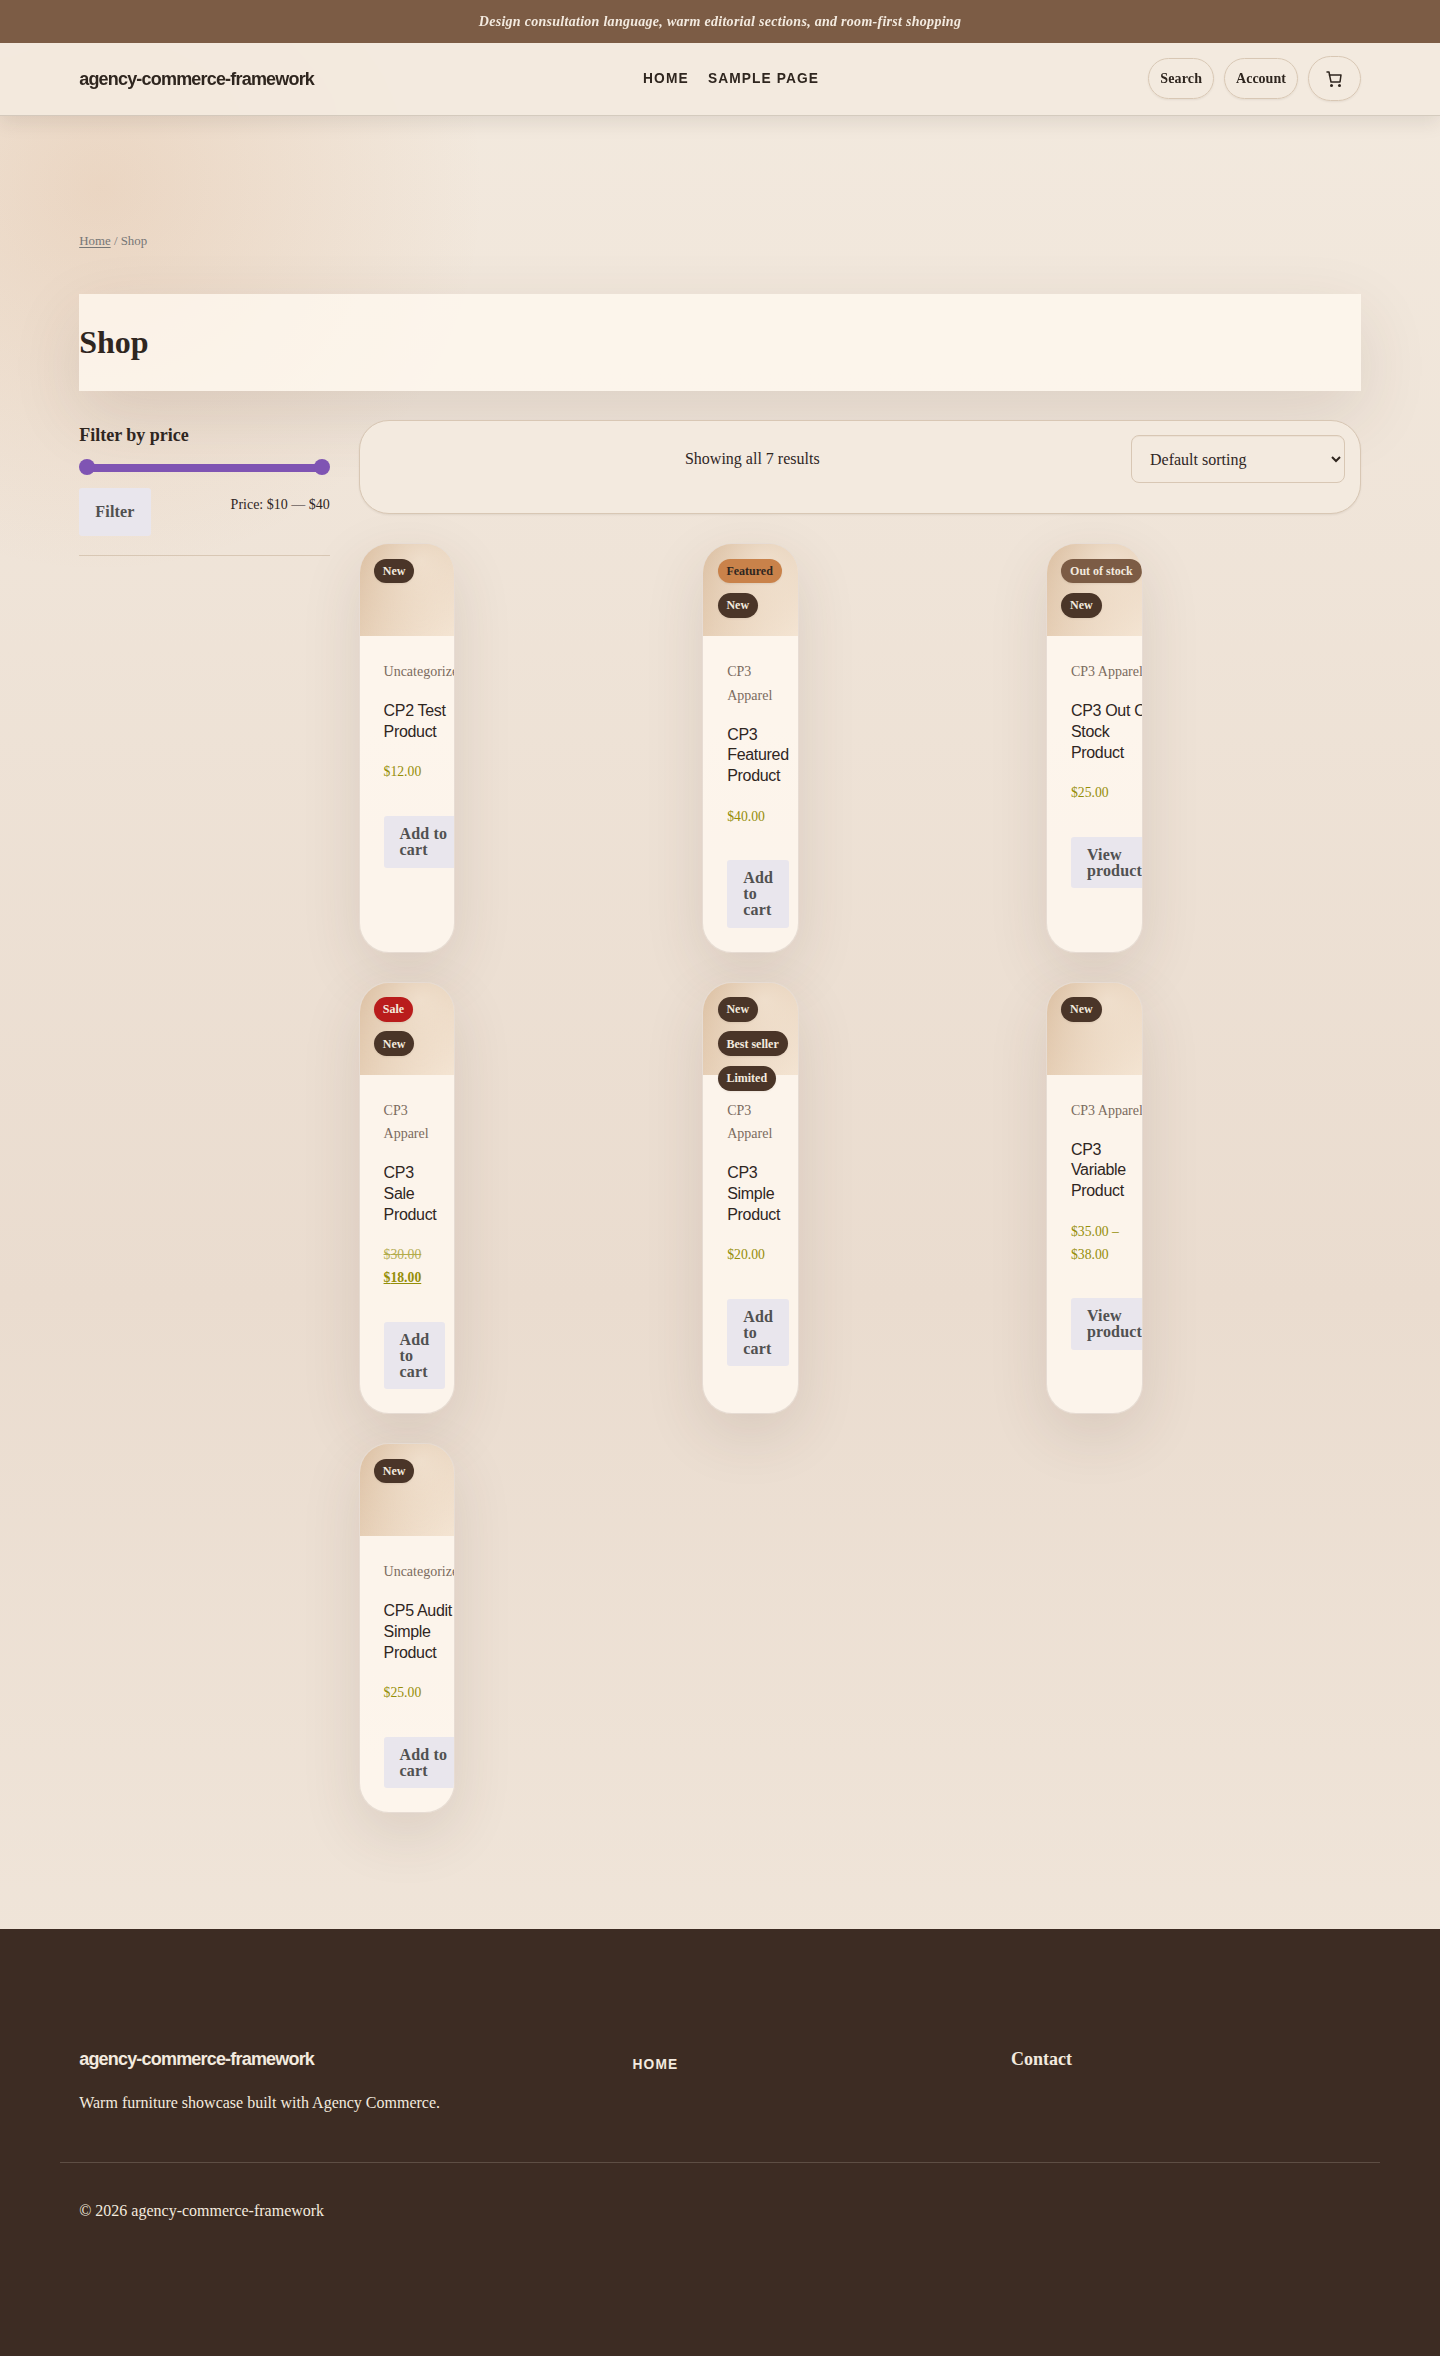 Design consultation language, warm editorial sections, and room-first shopping
agency-commerce-framework
HOME SAMPLE PAGE
Search Account
Home / Shop
Shop
Filter by price
Filter
Price: $10 — $40
Showing all 7 results
Default sorting
New
Uncategorize
CP2 Test
Product
$12.00
Add to
cart
Featured
New
CP3
Apparel
CP3
Featured
Product
$40.00
Add
to
cart
Out of stock
New
CP3 Apparel
CP3 Out O
Stock
Product
$25.00
View
product
Sale
New
CP3
Apparel
CP3
Sale
Product
$30.00
$18.00
Add
to
cart
New
Best seller
Limited
CP3
Apparel
CP3
Simple
Product
$20.00
Add
to
cart
New
CP3 Apparel
CP3
Variable
Product
$35.00 –
$38.00
View
product
New
Uncategorize
CP5 Audit
Simple
Product
$25.00
Add to
cart
agency-commerce-framework
Warm furniture showcase built with Agency Commerce.
HOME
Contact
© 2026 agency-commerce-framework